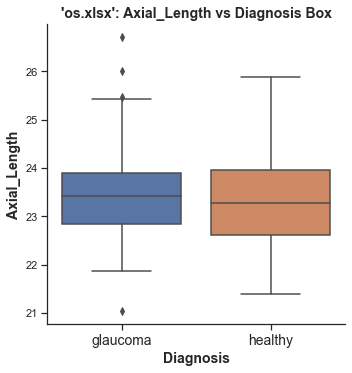 'os.xlsx': Axial_Length vs Diagnosis Box
Axial_Length
26
25
24
23
22
21
glaucoma healthy
Diagnosis